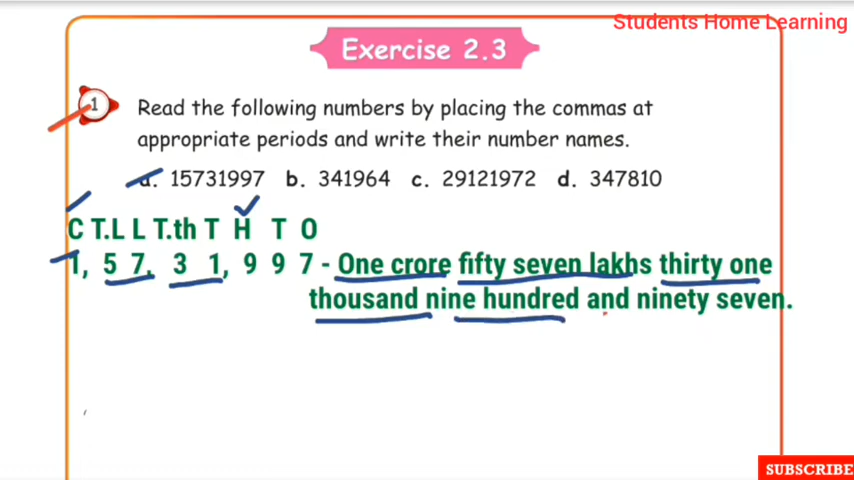 Students Home Learning
Exercise 2.3
1
Read the following numbers by placing the commas at
appropriate periods and write their number names.
a. 15731997 b. 341964 c. 29121972 d. 347810
C T.L L T.th T H T O
1, 5 7, 3 1, 9 9 7 - One crore fifty seven lakhs thirty one
thousand nine hundred and ninety seven.
SUBSCRIBE